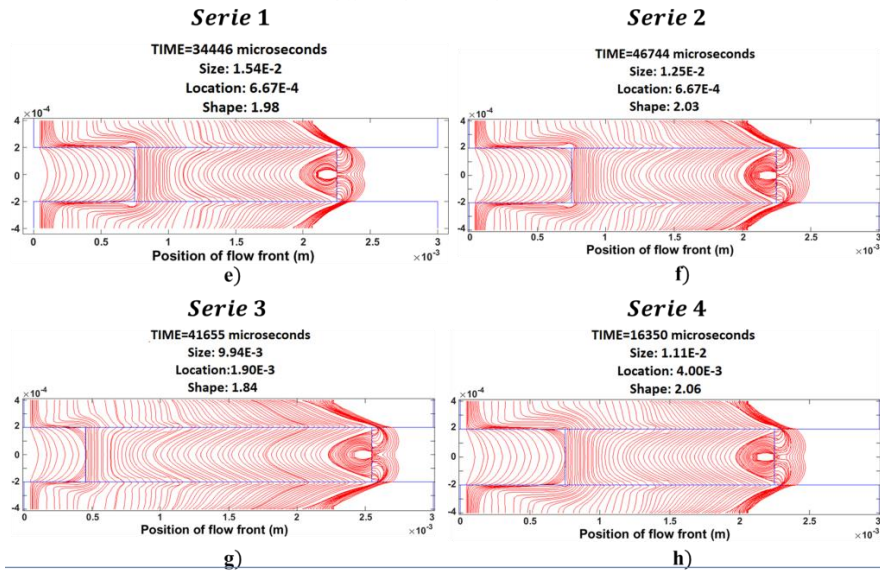 Serie 1
TIME=34446 microseconds
Size: 1.54E-2
Location: 6.67E-4
Shape: 1.98
×10⁻⁴
4
2
0
-2
-4
0 0.5 1 1.5 2 2.5 3
Position of flow front (m)
×10⁻³
e)
Serie 2
TIME=46744 microseconds
Size: 1.25E-2
Location: 6.67E-4
Shape: 2.03
×10⁻⁴
4
2
0
-2
-4
0 0.5 1 1.5 2 2.5 3
Position of flow front (m)
×10⁻³
f)
Serie 3
TIME=41655 microseconds
Size: 9.94E-3
Location:1.90E-3
Shape: 1.84
×10⁻⁴
4
2
0
-2
-4
0 0.5 1 1.5 2 2.5 3
Position of flow front (m)
×10⁻³
g)
Serie 4
TIME=16350 microseconds
Size: 1.11E-2
Location: 4.00E-3
Shape: 2.06
×10⁻⁴
4
2
0
-2
-4
0 0.5 1 1.5 2 2.5 3
Position of flow front (m)
×10⁻³
h)